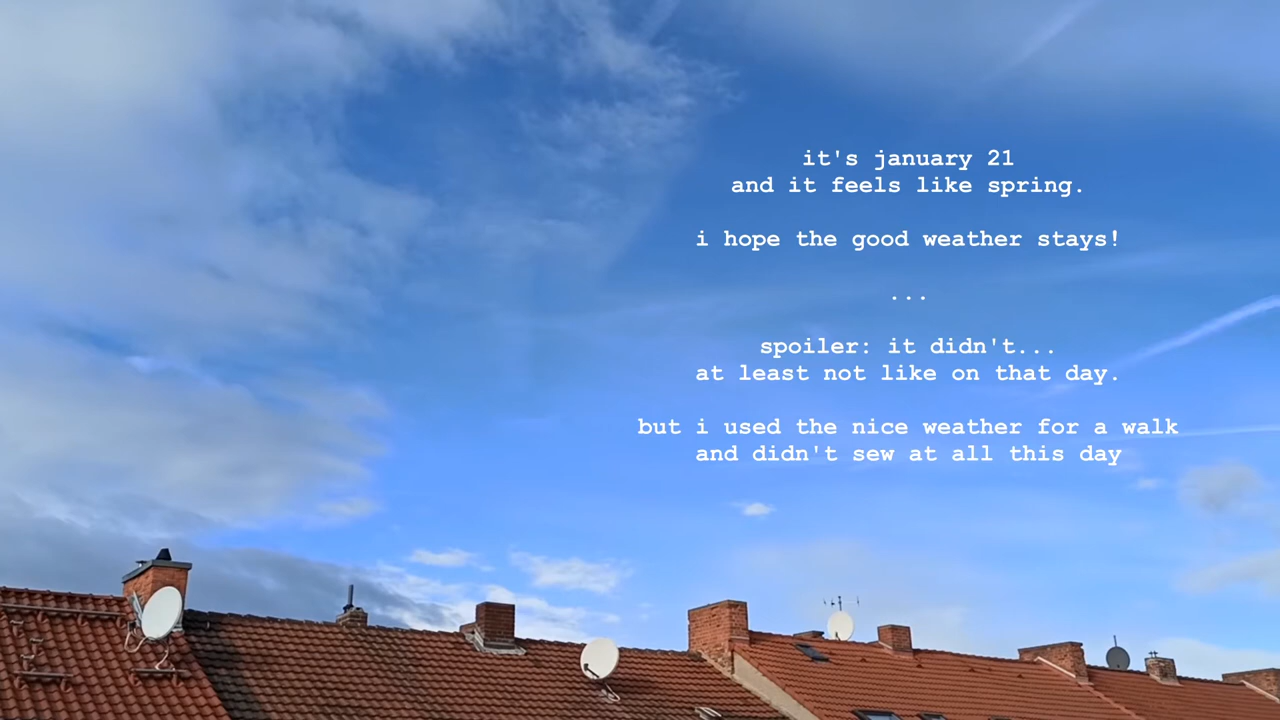 it's january 21
and it feels like spring.
i hope the good weather stays!
...
spoiler: it didn't...
at least not like on that day.
but i used the nice weather for a walk
and didn't sew at all this day